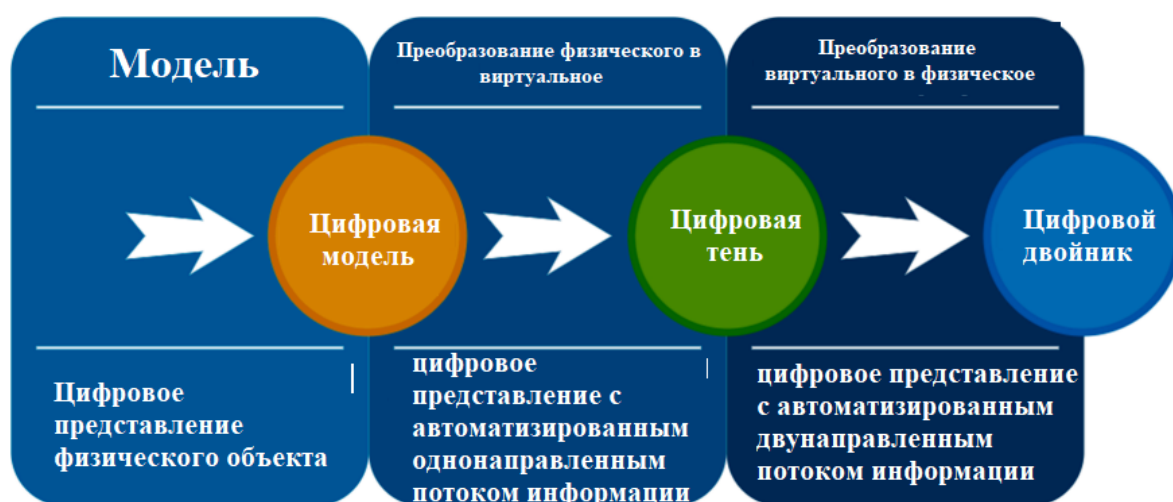 Модель
Преобразование физического в
виртуальное
Преобразование
виртуального в физическое
Цифровая
модель
Цифровая
тень
Цифровой
двойник
Цифровое
представление
физического объекта
цифровое
представление с
автоматизированным
однонаправленным
потоком информации
цифровое представление
с автоматизированным
двунаправленным
потоком информации